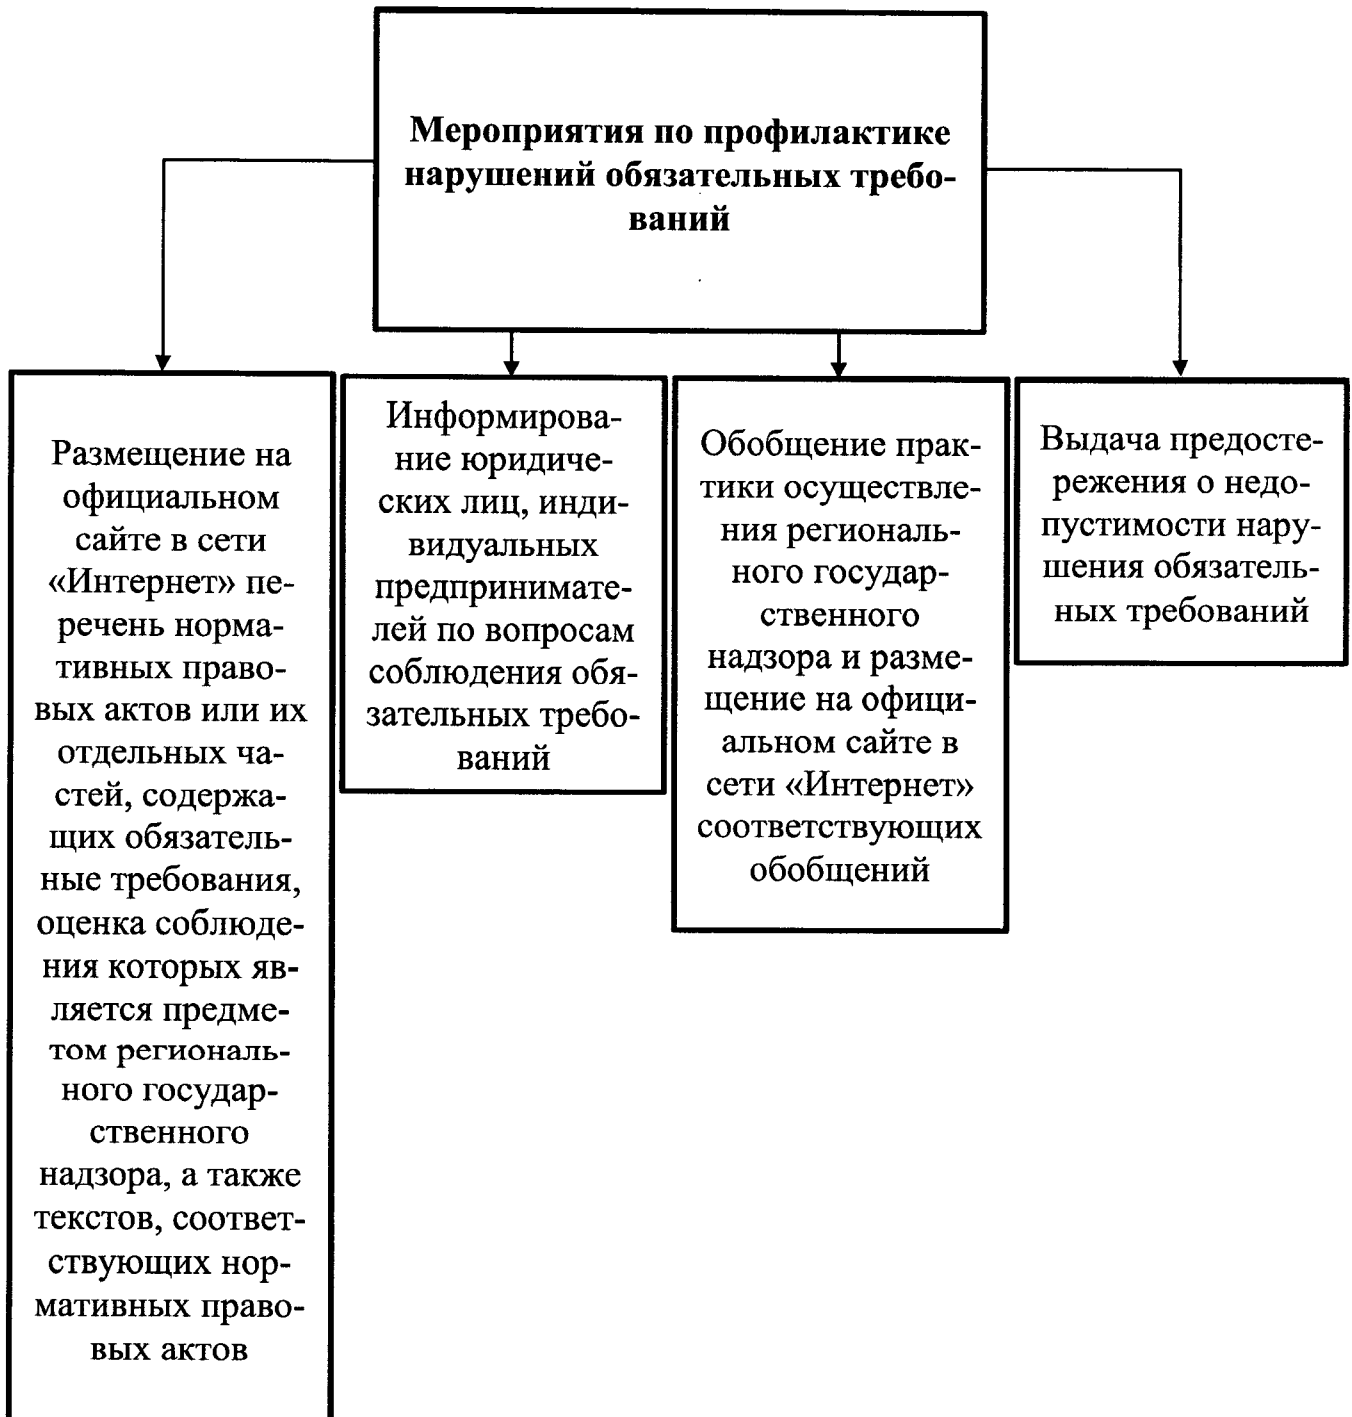 Мероприятия по профилактике
нарушений обязательных требо-
ваний
Размещение на
официальном
сайте в сети
«Интернет» пе-
речень норма-
тивных право-
вых актов или их
отдельных ча-
стей, содержа-
щих обязатель-
ные требования,
оценка соблюде-
ния которых яв-
ляется предме-
том региональ-
ного государ-
ственного
надзора, а также
текстов, соответ-
ствующих нор-
мативных право-
вых актов
Информирова-
ние юридиче-
ских лиц, инди-
видуальных
предпринимате-
лей по вопросам
соблюдения обя-
зательных требо-
ваний
Обобщение прак-
тики осуществле-
ния региональ-
ного государ-
ственного
надзора и разме-
щение на офици-
альном сайте в
сети «Интернет»
соответствующих
обобщений
Выдача предосте-
режения о недо-
пустимости нару-
шения обязатель-
ных требований